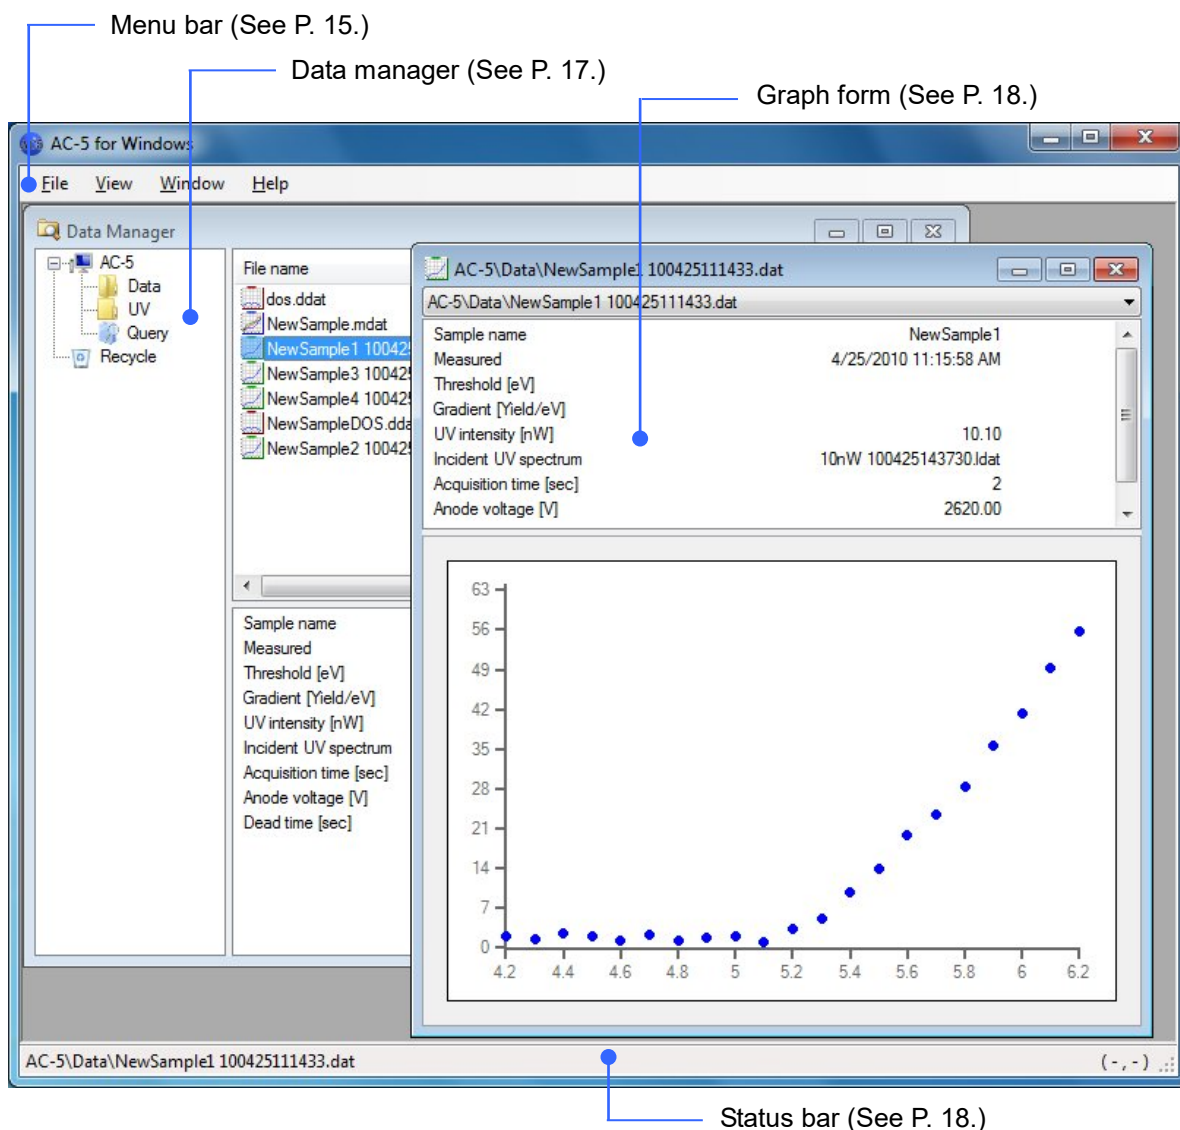 Menu bar (See P. 15.)
Data manager (See P. 17.)
Graph form (See P. 18.)
AC-5 for Windows
File View Window Help
Data Manager
AC-5
Data
UV
Query
Recycle
File name
dos.ddat
NewSample.mdat
NewSample1 10042
NewSample3 10042
NewSample4 10042
NewSampleDOS.dda
NewSample2 10042
Sample name
Measured
Threshold [eV]
Gradient [Yield/eV]
UV intensity [nW]
Incident UV spectrum
Acquisition time [sec]
Anode voltage [V]
Dead time [sec]
AC-5\Data\NewSample1 100425111433.dat
AC-5\Data\NewSample1 100425111433.dat
Sample name NewSample1
Measured 4/25/2010 11:15:58 AM
Threshold [eV]
Gradient [Yield/eV]
UV intensity [nW] 10.10
Incident UV spectrum 10nW 100425143730.ldat
Acquisition time [sec] 2
Anode voltage [V] 2620.00
63
56
49
42
35
28
21
14
7
0
4.2 4.4 4.6 4.8 5 5.2 5.4 5.6 5.8 6 6.2
AC-5\Data\NewSample1 100425111433.dat (-,-)
Status bar (See P. 18.)